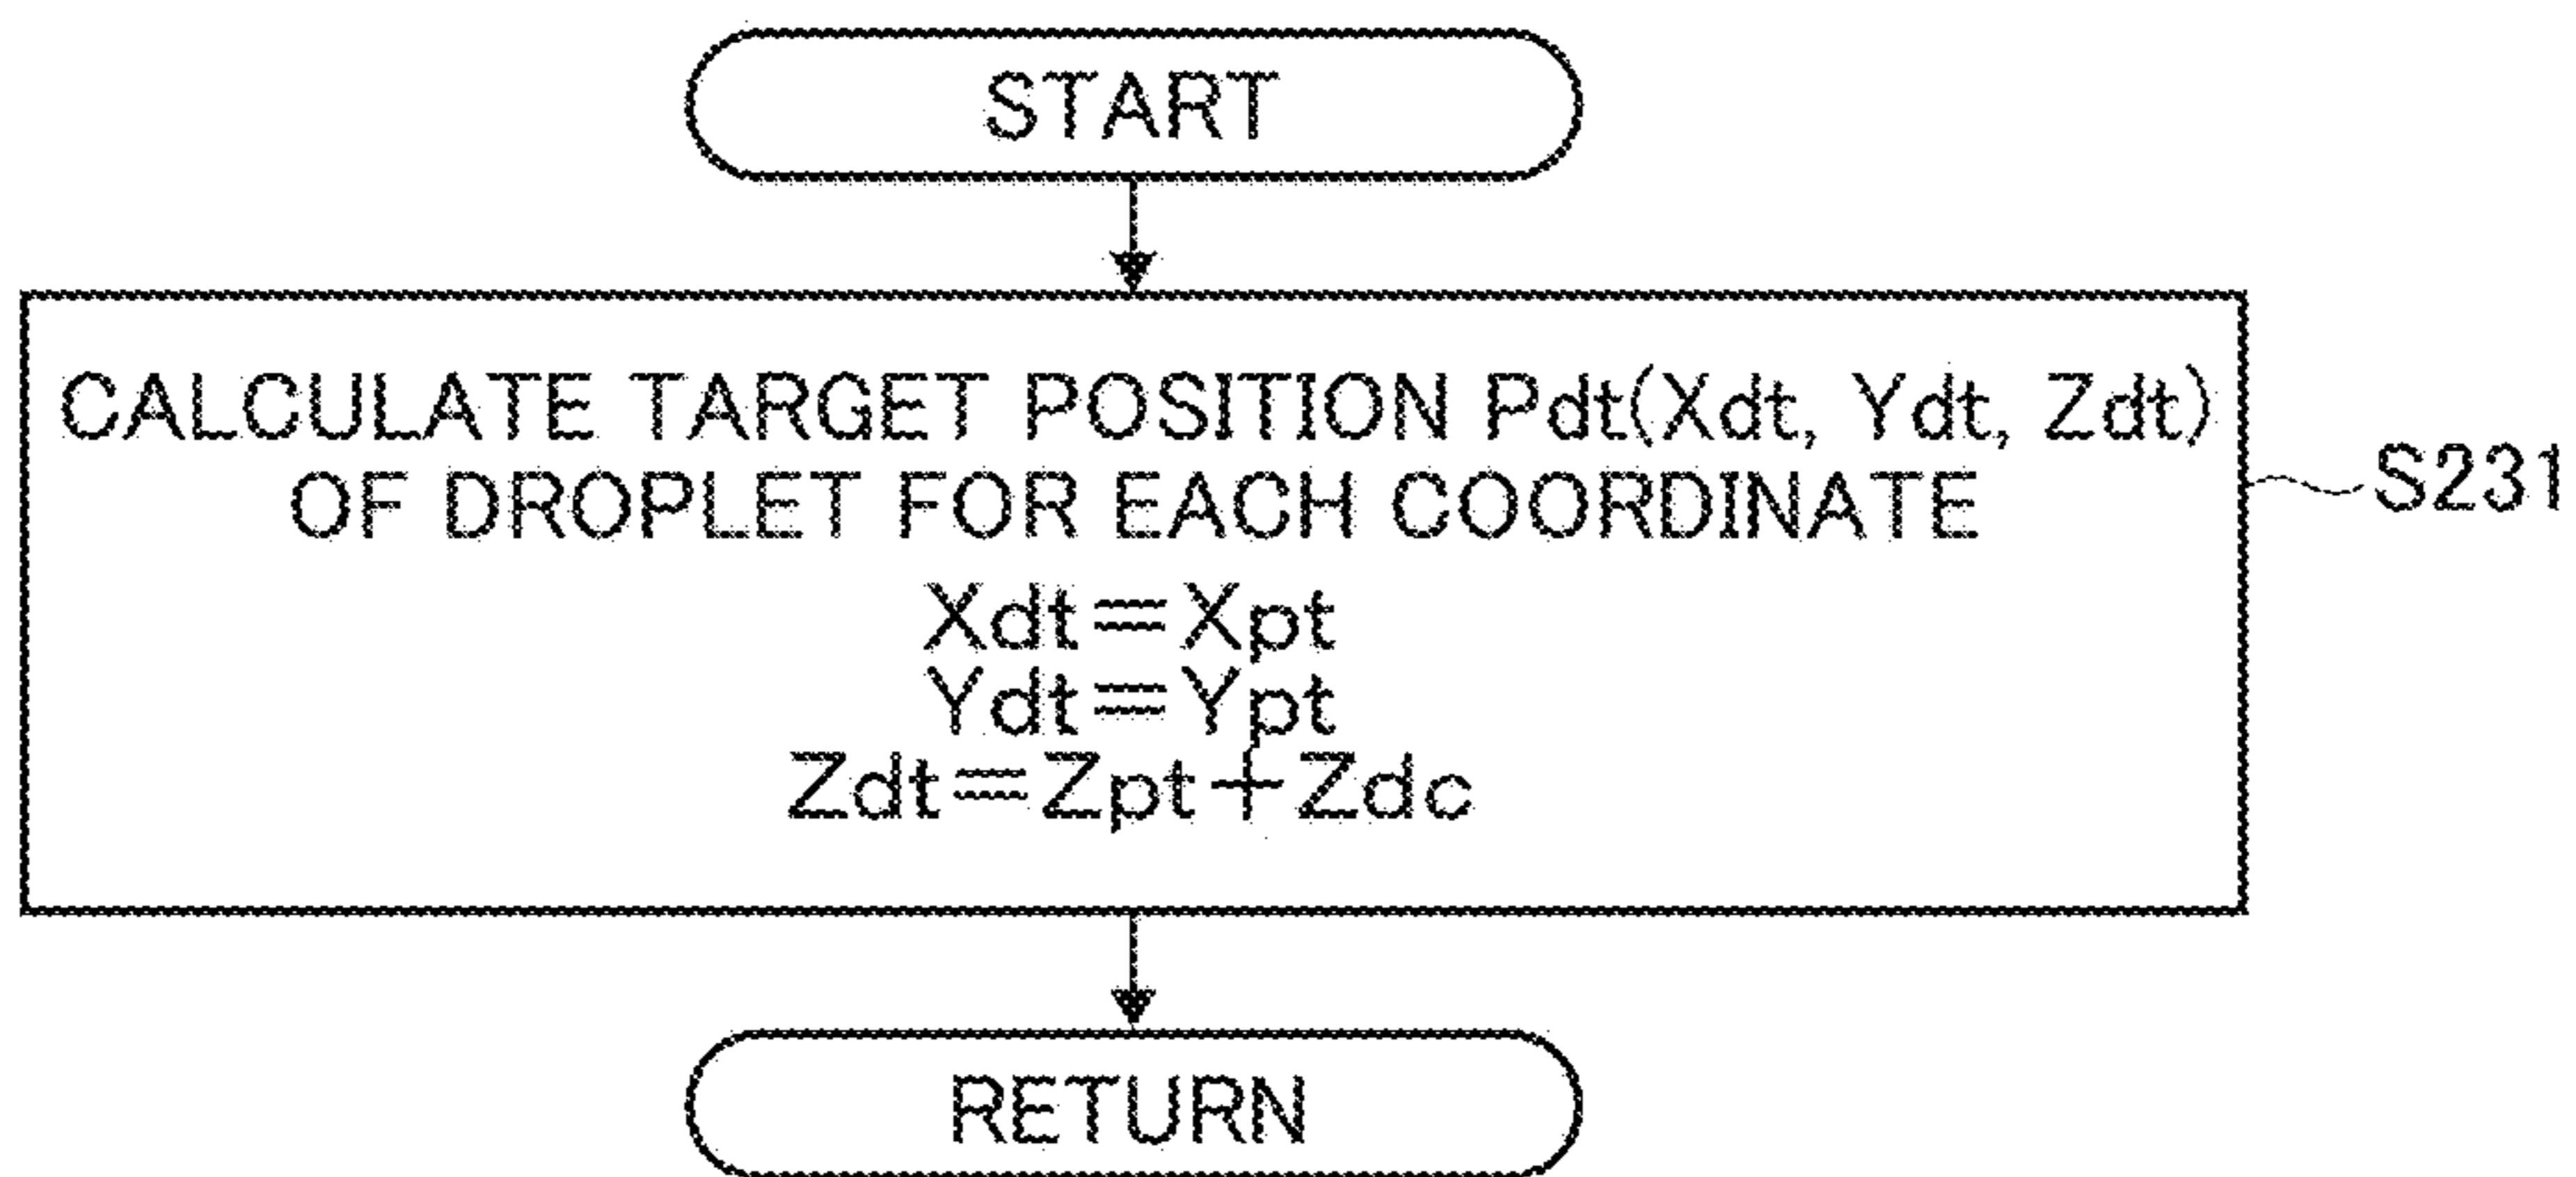 START
CALCULATE TARGET POSITION Pdt(Xdt, Ydt, Zdt)
OF DROPLET FOR EACH COORDINATE
Xdt=Xpt
Ydt=Ypt
Zdt=Zpt+Zdc
S231
RETURN